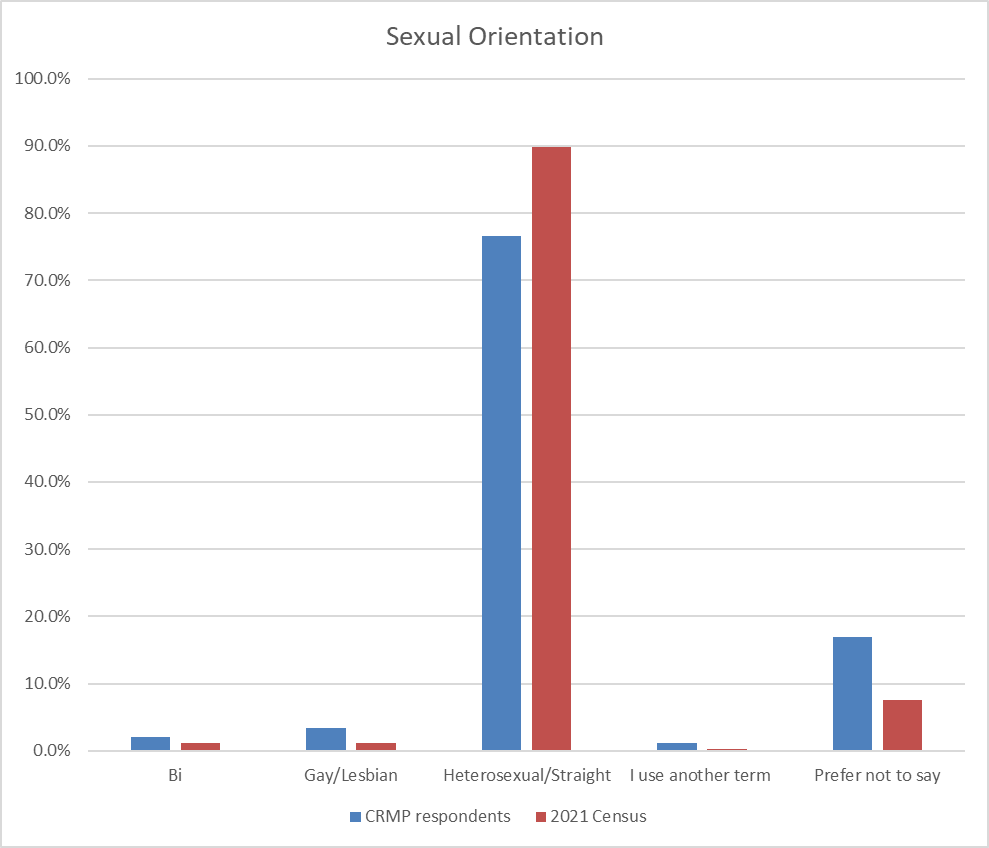 Sexual Orientation
100.0%
90.0%
80.0%
70.0%
60.0%
50.0%
40.0%
30.0%
20.0%
10.0%
0.0%
Bi
Gay/Lesbian
Heterosexual/Straight
I use another term
Prefer not to say
CRMP respondents
2021 Census